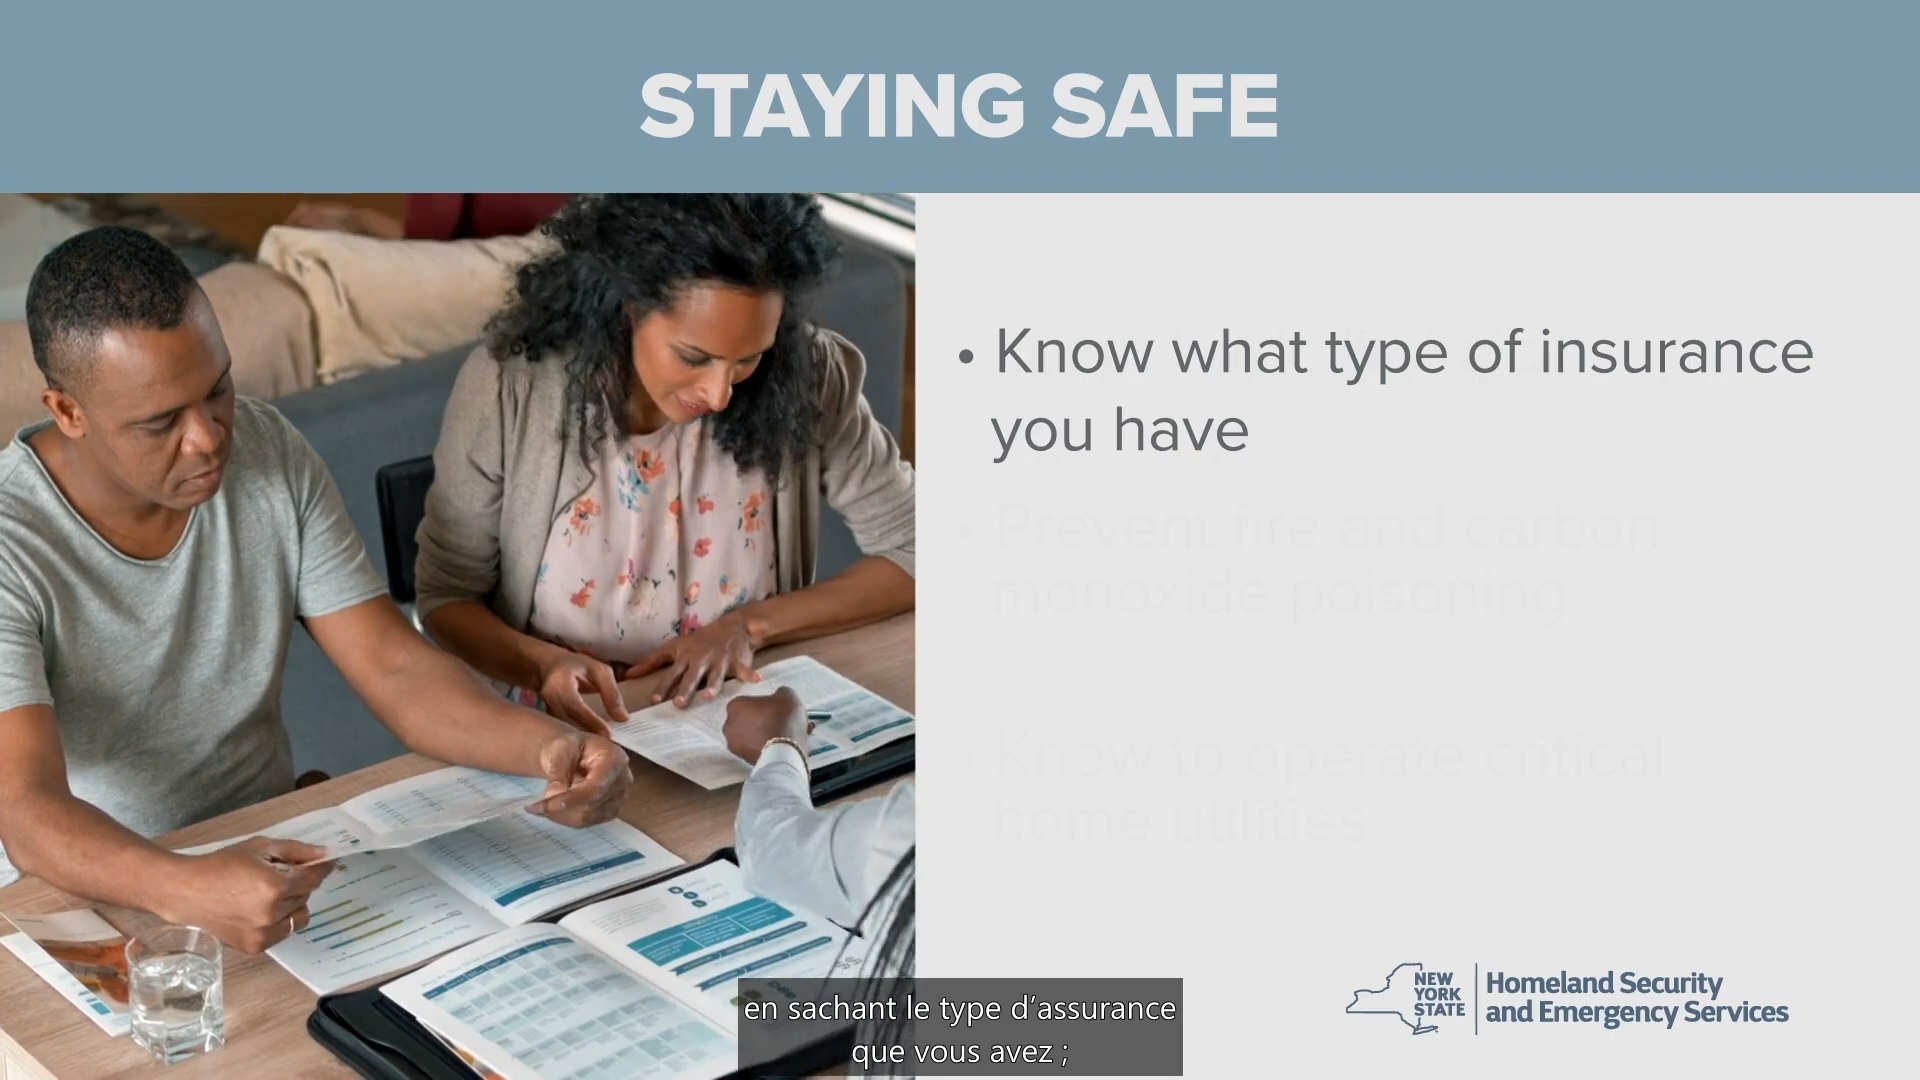 STAYING SAFE
• Know what type of insurance
you have
• Prevent fire and carbon
monoxide poisoning
• Know to operate critical
home utilities
NEW
YORK
STATE
Homeland Security
and Emergency Services
en sachant le type d’assurance
que vous avez ;